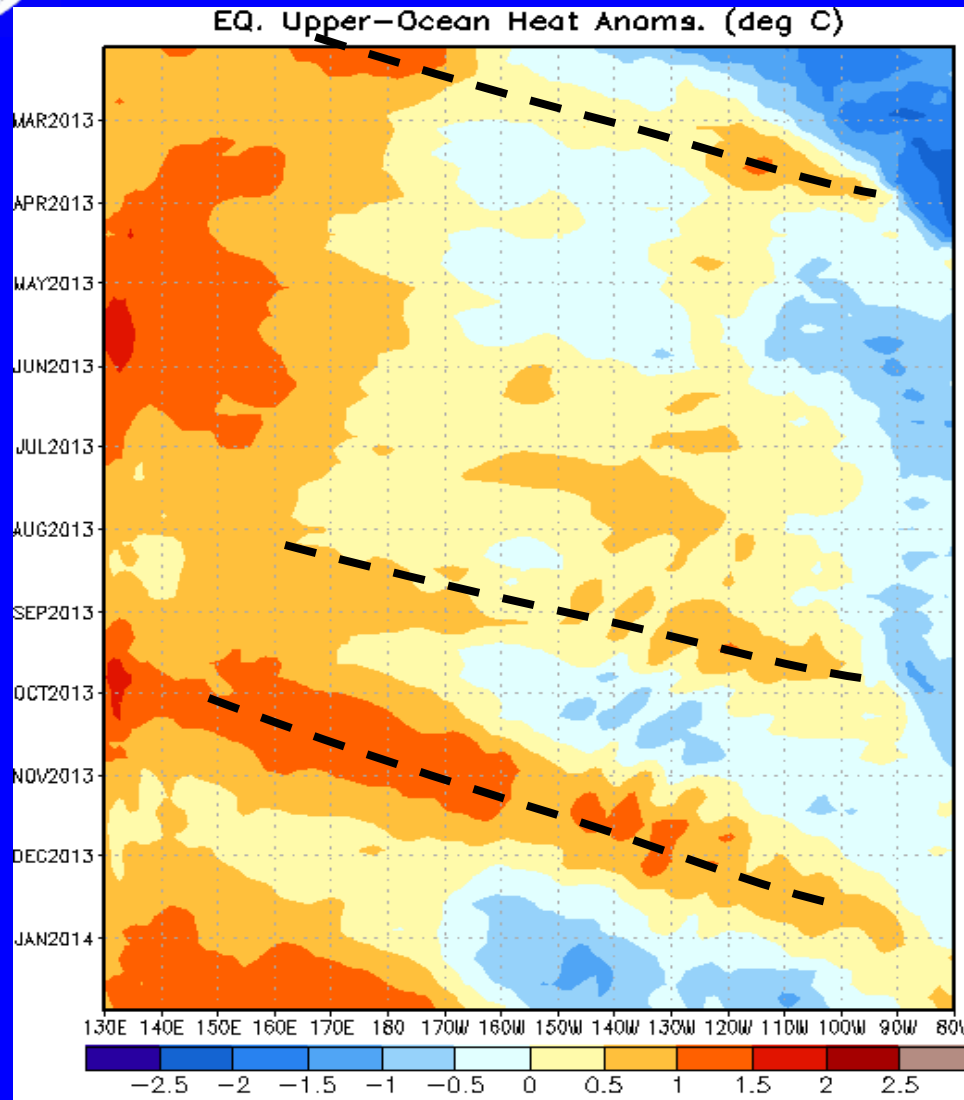 EQ. Upper-Ocean Heat Anoms. (deg C)
MAR2013
APR2013
MAY2013
JUN2013
JUL2013
AUG2013
SEP2013
OCT2013
NOV2013
DEC2013
JAN2014
130E 140E 150E 160E 170E 180 170W 160W 150W 140W 130W 120W 110W 100W 90W 80W
-2.5 -2 -1.5 -1 -0.5 0 0.5 1 1.5 2 2.5